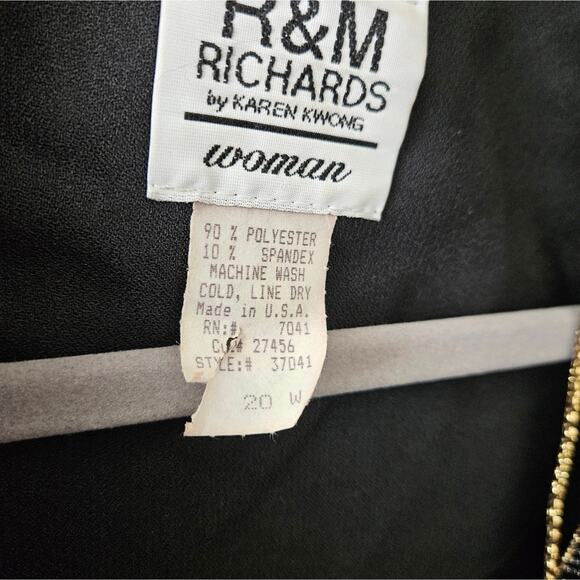 R&M
RICHARDS
by KAREN KWONG
woman
90 % POLYESTER
10 % SPANDEX
MACHINE WASH
COLD, LINE DRY
Made in U.S.A.
RN:# 7041
27456
STYLE:# 37041
20 W